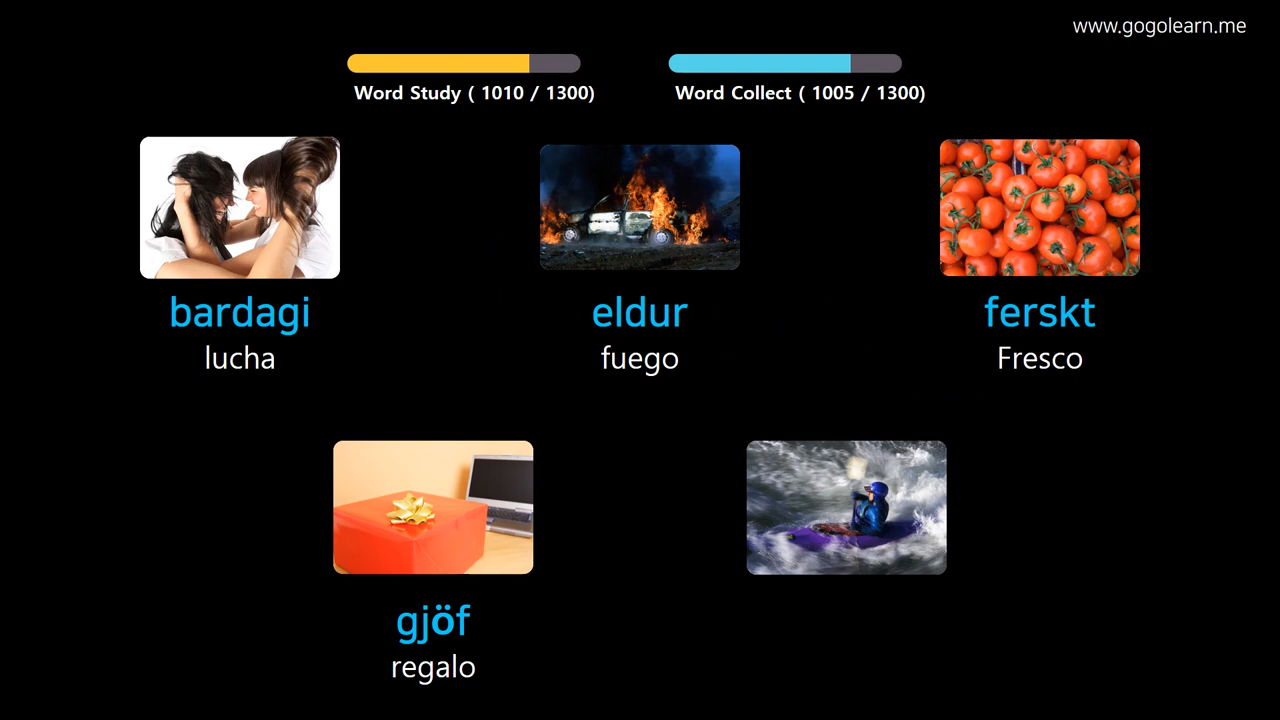 www.gogolearn.me
Word Study ( 1010 / 1300)
Word Collect ( 1005 / 1300)
bardagi
lucha
eldur
fuego
ferskt
Fresco
gjöf
regalo